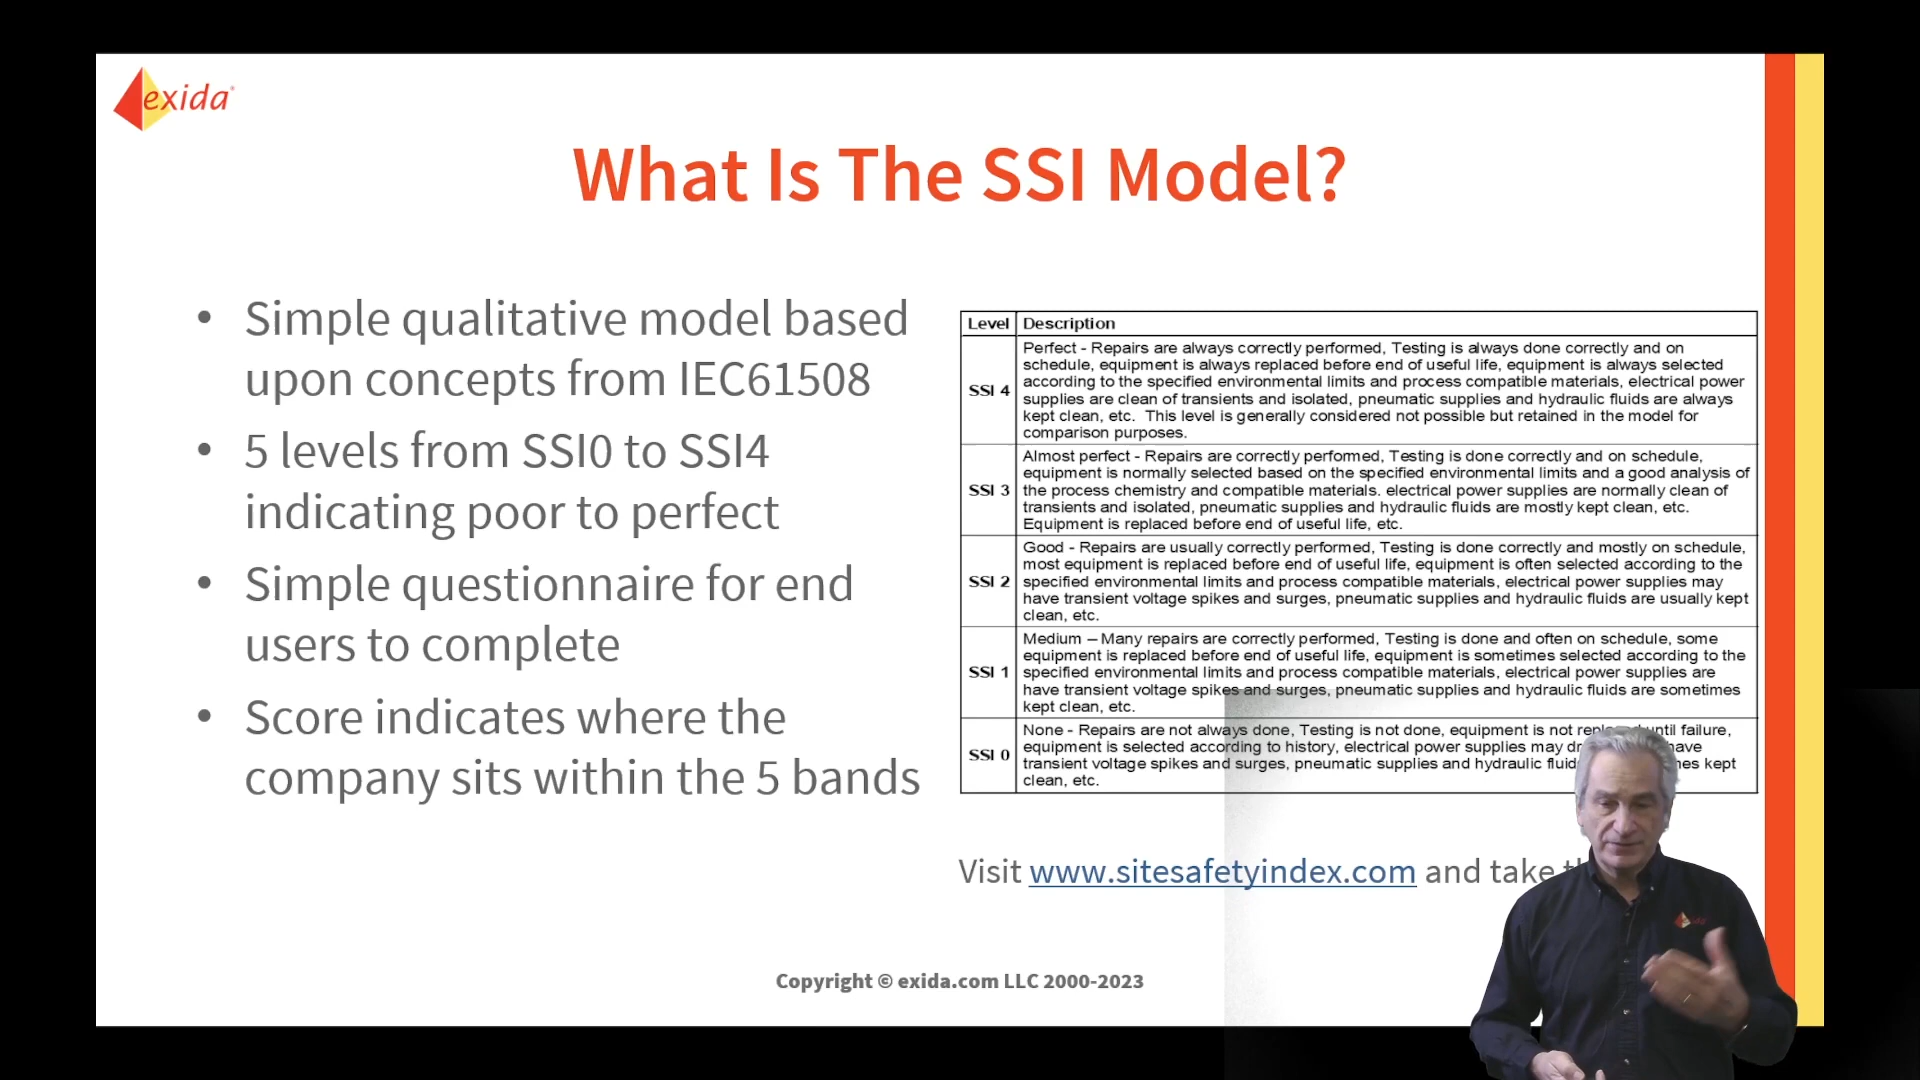 exida
What Is The SSI Model?
• Simple qualitative model based
upon concepts from IEC61508
• 5 levels from SSI0 to SSI4
indicating poor to perfect
• Simple questionnaire for end
users to complete
• Score indicates where the
company sits within the 5 bands
Level Description
SSI 4
Perfect - Repairs are always correctly performed, Testing is always done correctly and on
schedule, equipment is always replaced before end of useful life, equipment is always selected
according to the specified environmental limits and process compatible materials, electrical power
supplies are clean of transients and isolated, pneumatic supplies and hydraulic fluids are always
kept clean, etc. This level is generally considered not possible but retained in the model for
comparison purposes.
SSI 3
Almost perfect - Repairs are correctly performed, Testing is done correctly and on schedule,
equipment is normally selected based on the specified environmental limits and a good analysis of
the process chemistry and compatible materials. electrical power supplies are normally clean of
transients and isolated, pneumatic supplies and hydraulic fluids are mostly kept clean, etc.
Equipment is replaced before end of useful life, etc.
SSI 2
Good - Repairs are usually correctly performed, Testing is done correctly and mostly on schedule,
most equipment is replaced before end of useful life, equipment is often selected according to the
specified environmental limits and process compatible materials, electrical power supplies may
have transient voltage spikes and surges, pneumatic supplies and hydraulic fluids are usually kept
clean, etc.
SSI 1
Medium – Many repairs are correctly performed, Testing is done and often on schedule, some
equipment is replaced before end of useful life, equipment is sometimes selected according to the
specified environmental limits and process compatible materials, electrical power supplies are
have transient voltage spikes and surges, pneumatic supplies and hydraulic fluids are sometimes
kept clean, etc.
SSI 0
None - Repairs are not always done, Testing is not done, equipment is not until failure,
equipment is selected according to history, electrical power supplies may have
transient voltage spikes and surges, pneumatic supplies and hydraulic kept
clean, etc.
Visit www.sitesafetyindex.com and take
Copyright © exida.com LLC 2000-2023